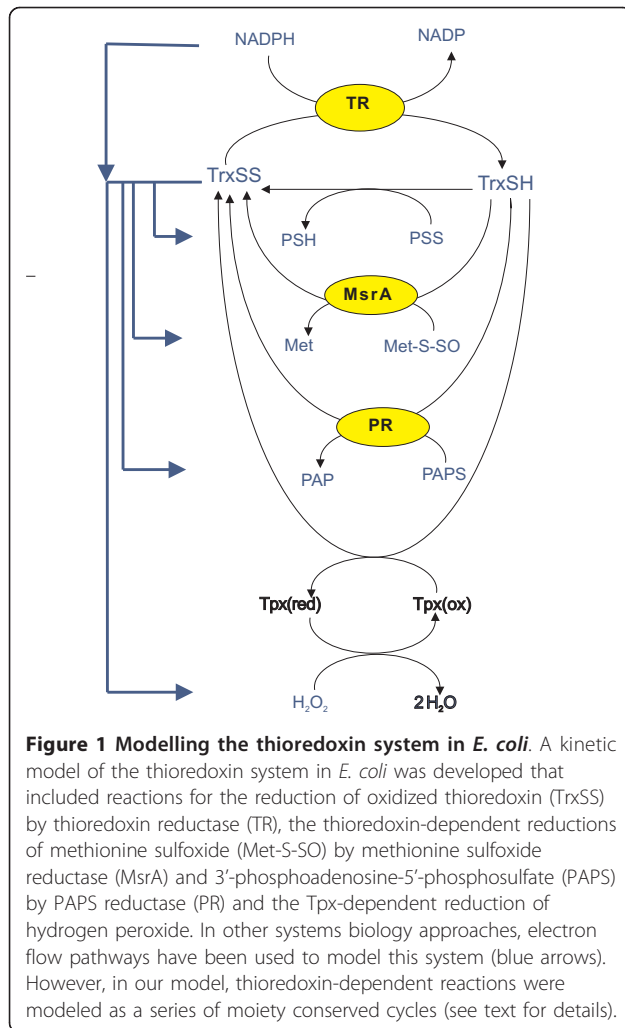 NADPH NADP
TR
TrxSS TrxSH
PSH PSS
MsrA
Met Met-S-SO
PR
PAP PAPS
Tpx(red) Tpx(ox)
H₂O₂ 2H₂O
Figure 1 Modelling the thioredoxin system in E. coli. A kinetic
model of the thioredoxin system in E. coli was developed that
included reactions for the reduction of oxidized thioredoxin (TrxSS)
by thioredoxin reductase (TR), the thioredoxin-dependent reductions
of methionine sulfoxide (Met-S-SO) by methionine sulfoxide
reductase (MsrA) and 3’-phosphoadenosine-5’-phosphosulfate (PAPS)
by PAPS reductase (PR) and the Tpx-dependent reduction of
hydrogen peroxide. In other systems biology approaches, electron
flow pathways have been used to model this system (blue arrows).
However, in our model, thioredoxin-dependent reactions were
modeled as a series of moiety conserved cycles (see text for details).